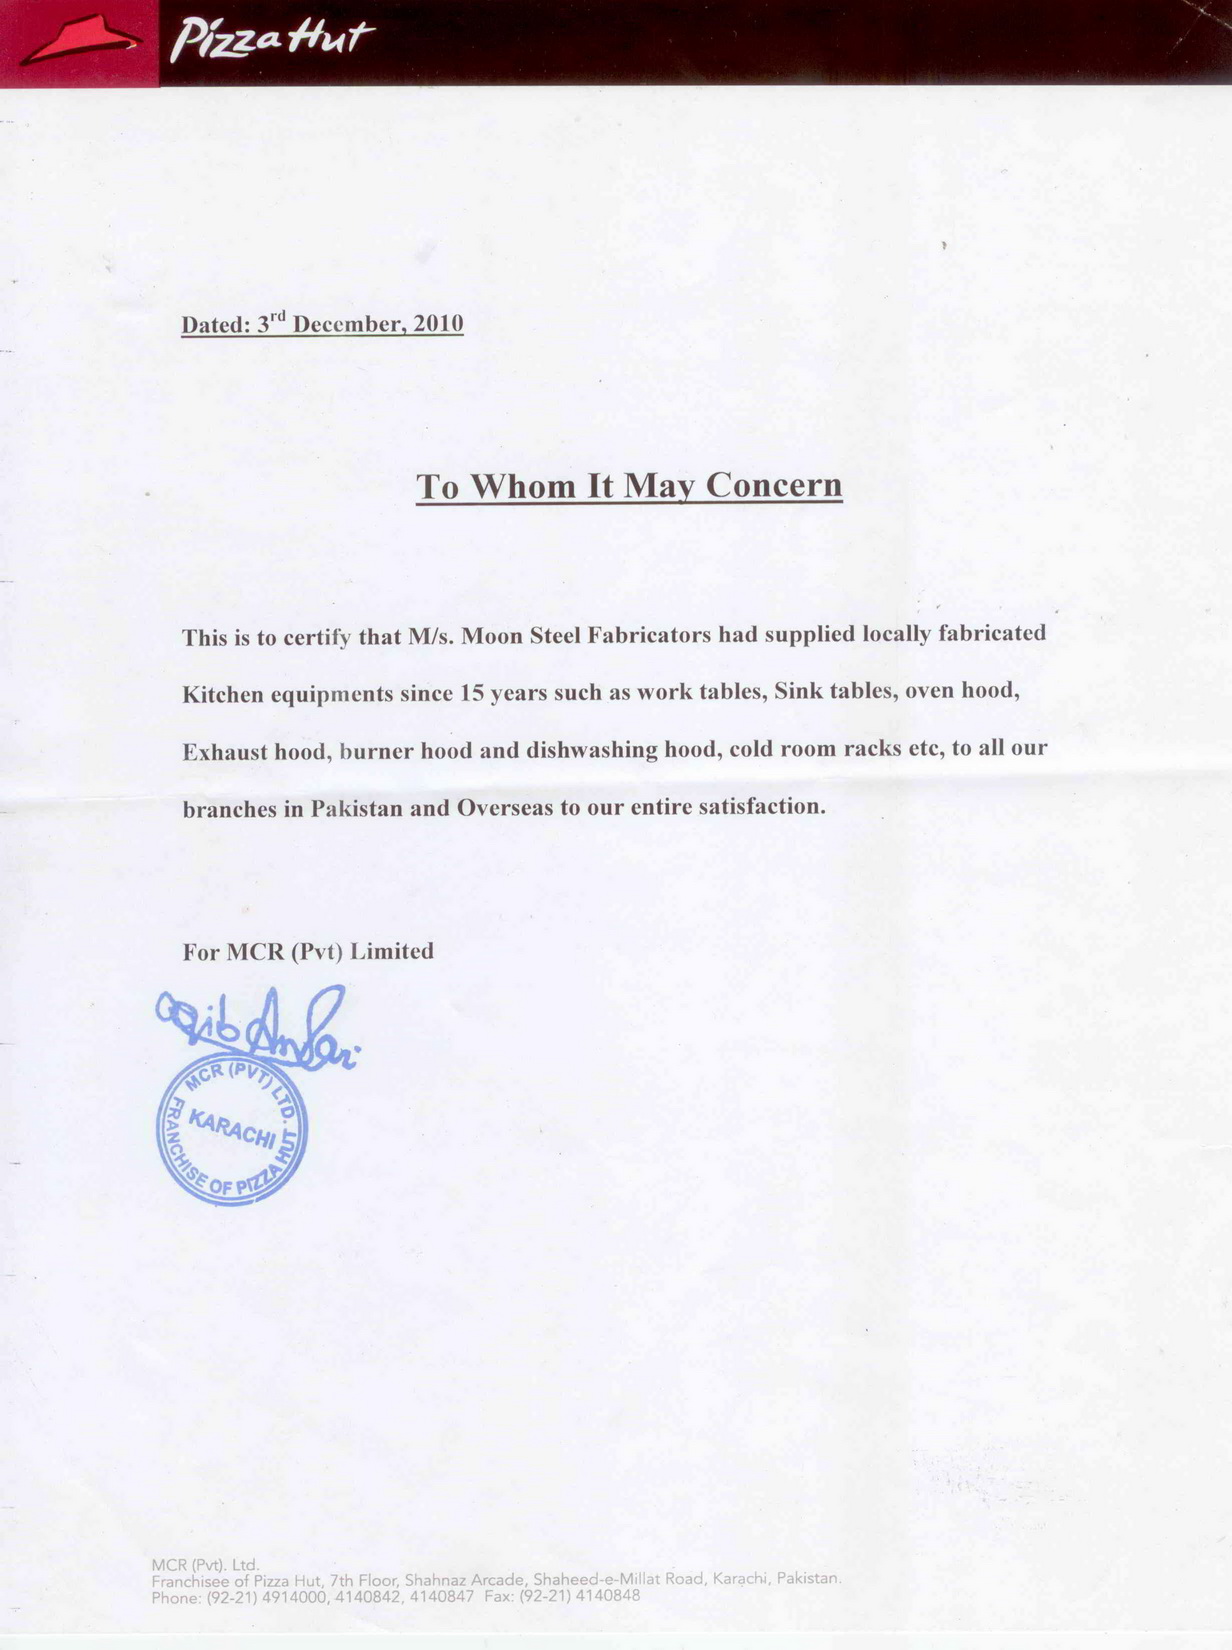 Pizza Hut
Dated: 3rd December, 2010
To Whom It May Concern
This is to certify that M/s. Moon Steel Fabricators had supplied locally fabricated
Kitchen equipments since 15 years such as work tables, Sink tables, oven hood,
Exhaust hood, burner hood and dishwashing hood, cold room racks etc, to all our
branches in Pakistan and Overseas to our entire satisfaction.
For MCR (Pvt) Limited
MCR (PVT) LTD.
KARACHI
FRANCHISE OF PIZZA HUT
MCR (Pvt). Ltd.
Franchisee of Pizza Hut, 7th Floor, Shahnaz Arcade, Shaheed-e-Millat Road, Karachi, Pakistan.
Phone: (92-21) 4914000, 4140842, 4140847 Fax: (92-21) 4140848